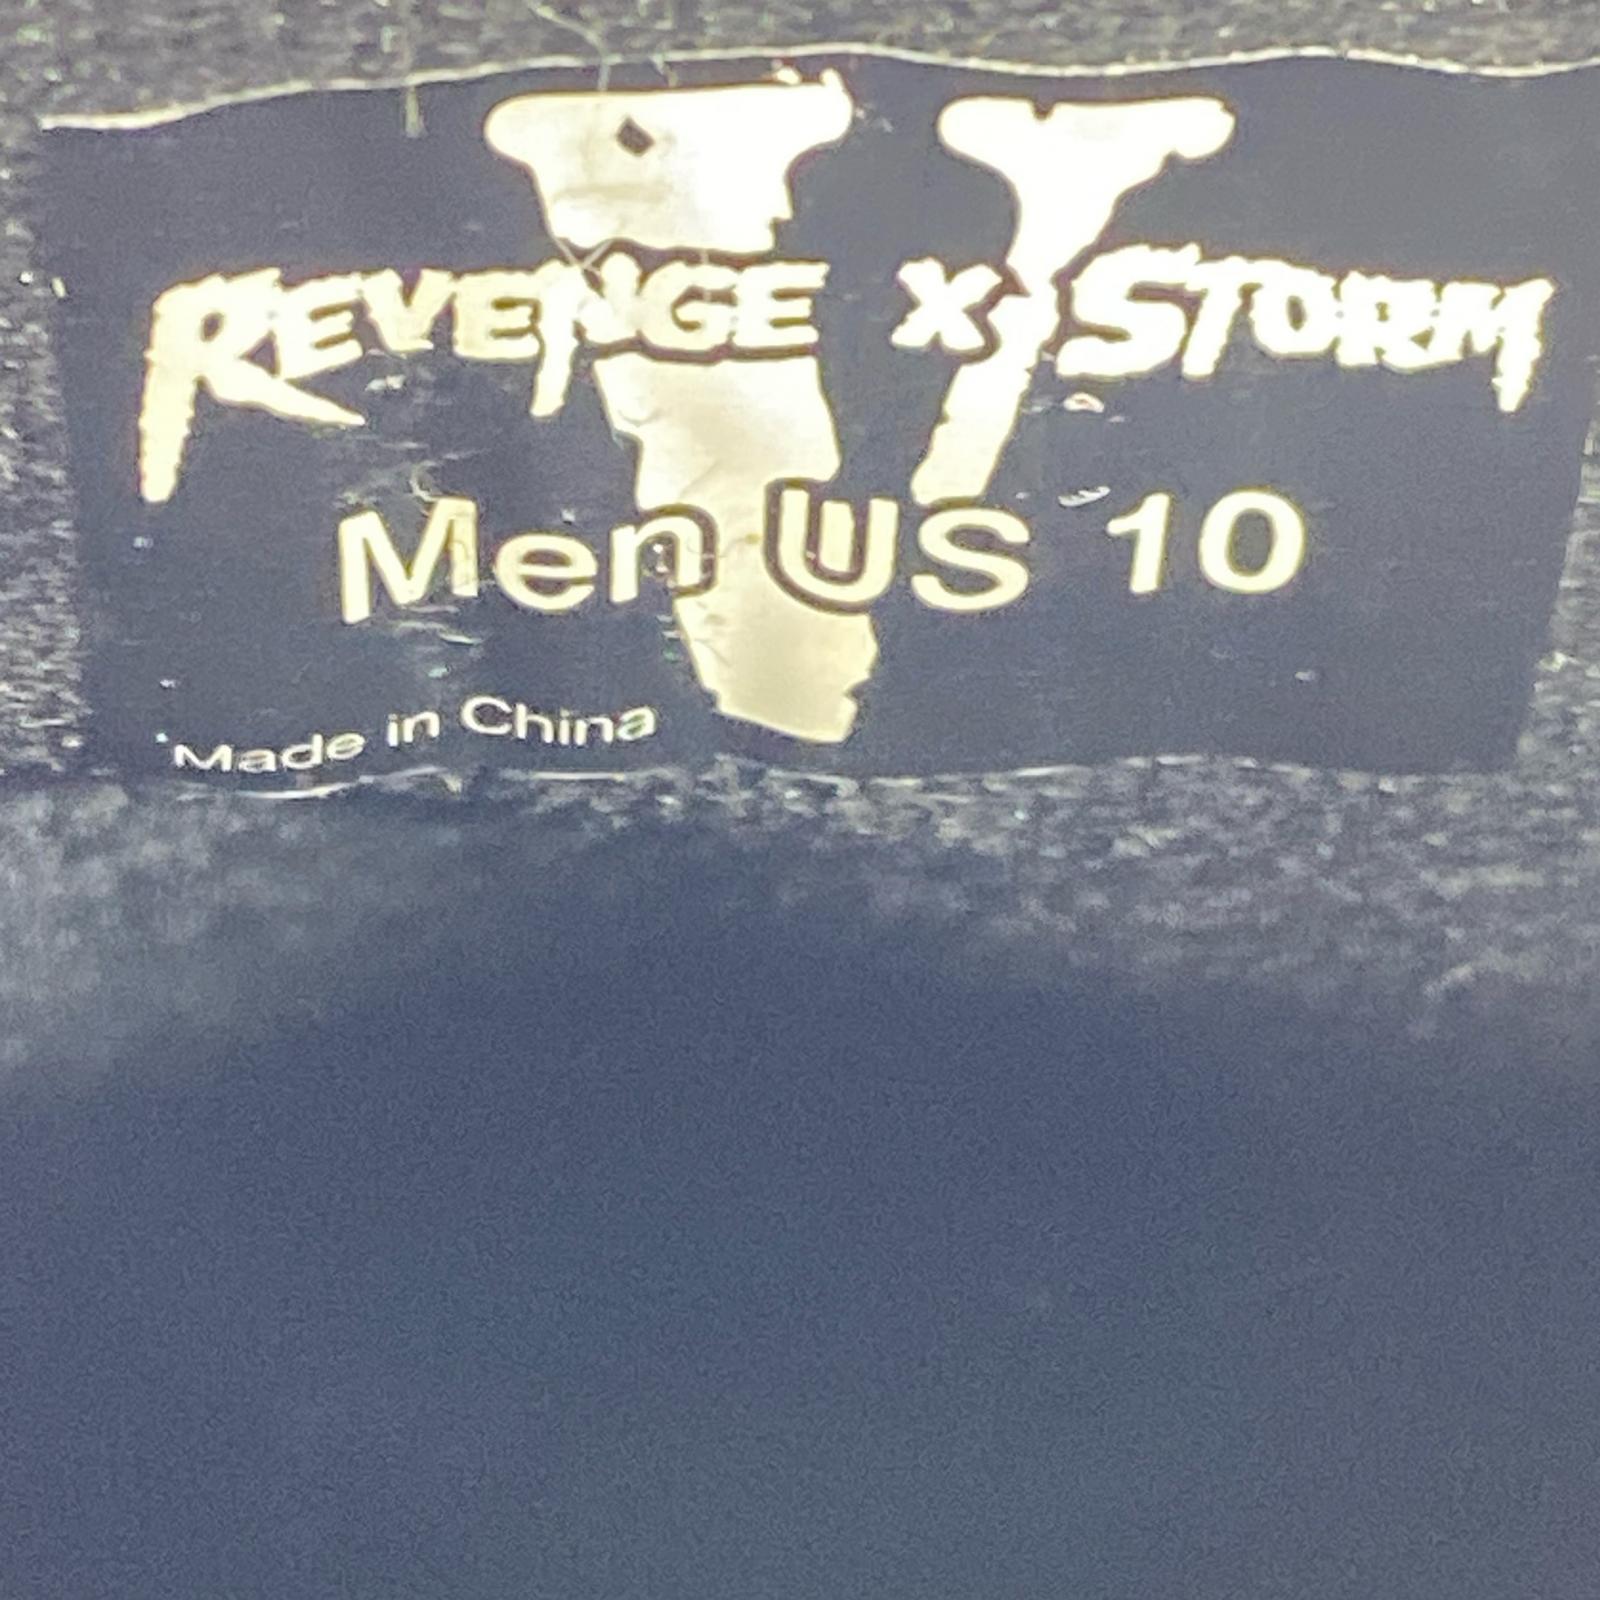 REVENGE X STORM
Men US 10
Made in China